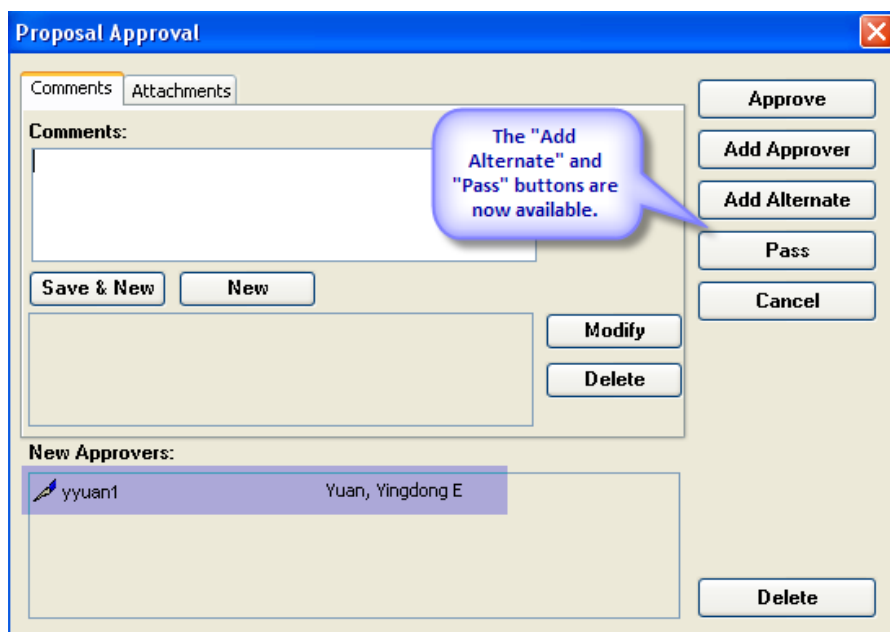 Proposal Approval
Comments
Attachments
Comments:
The "Add
Alternate" and
"Pass" buttons are
now available.
Approve
Add Approver
Add Alternate
Pass
Cancel
Save & New
New
Modify
Delete
New Approvers:
yyuan1 Yuan, Yingdong E
Delete